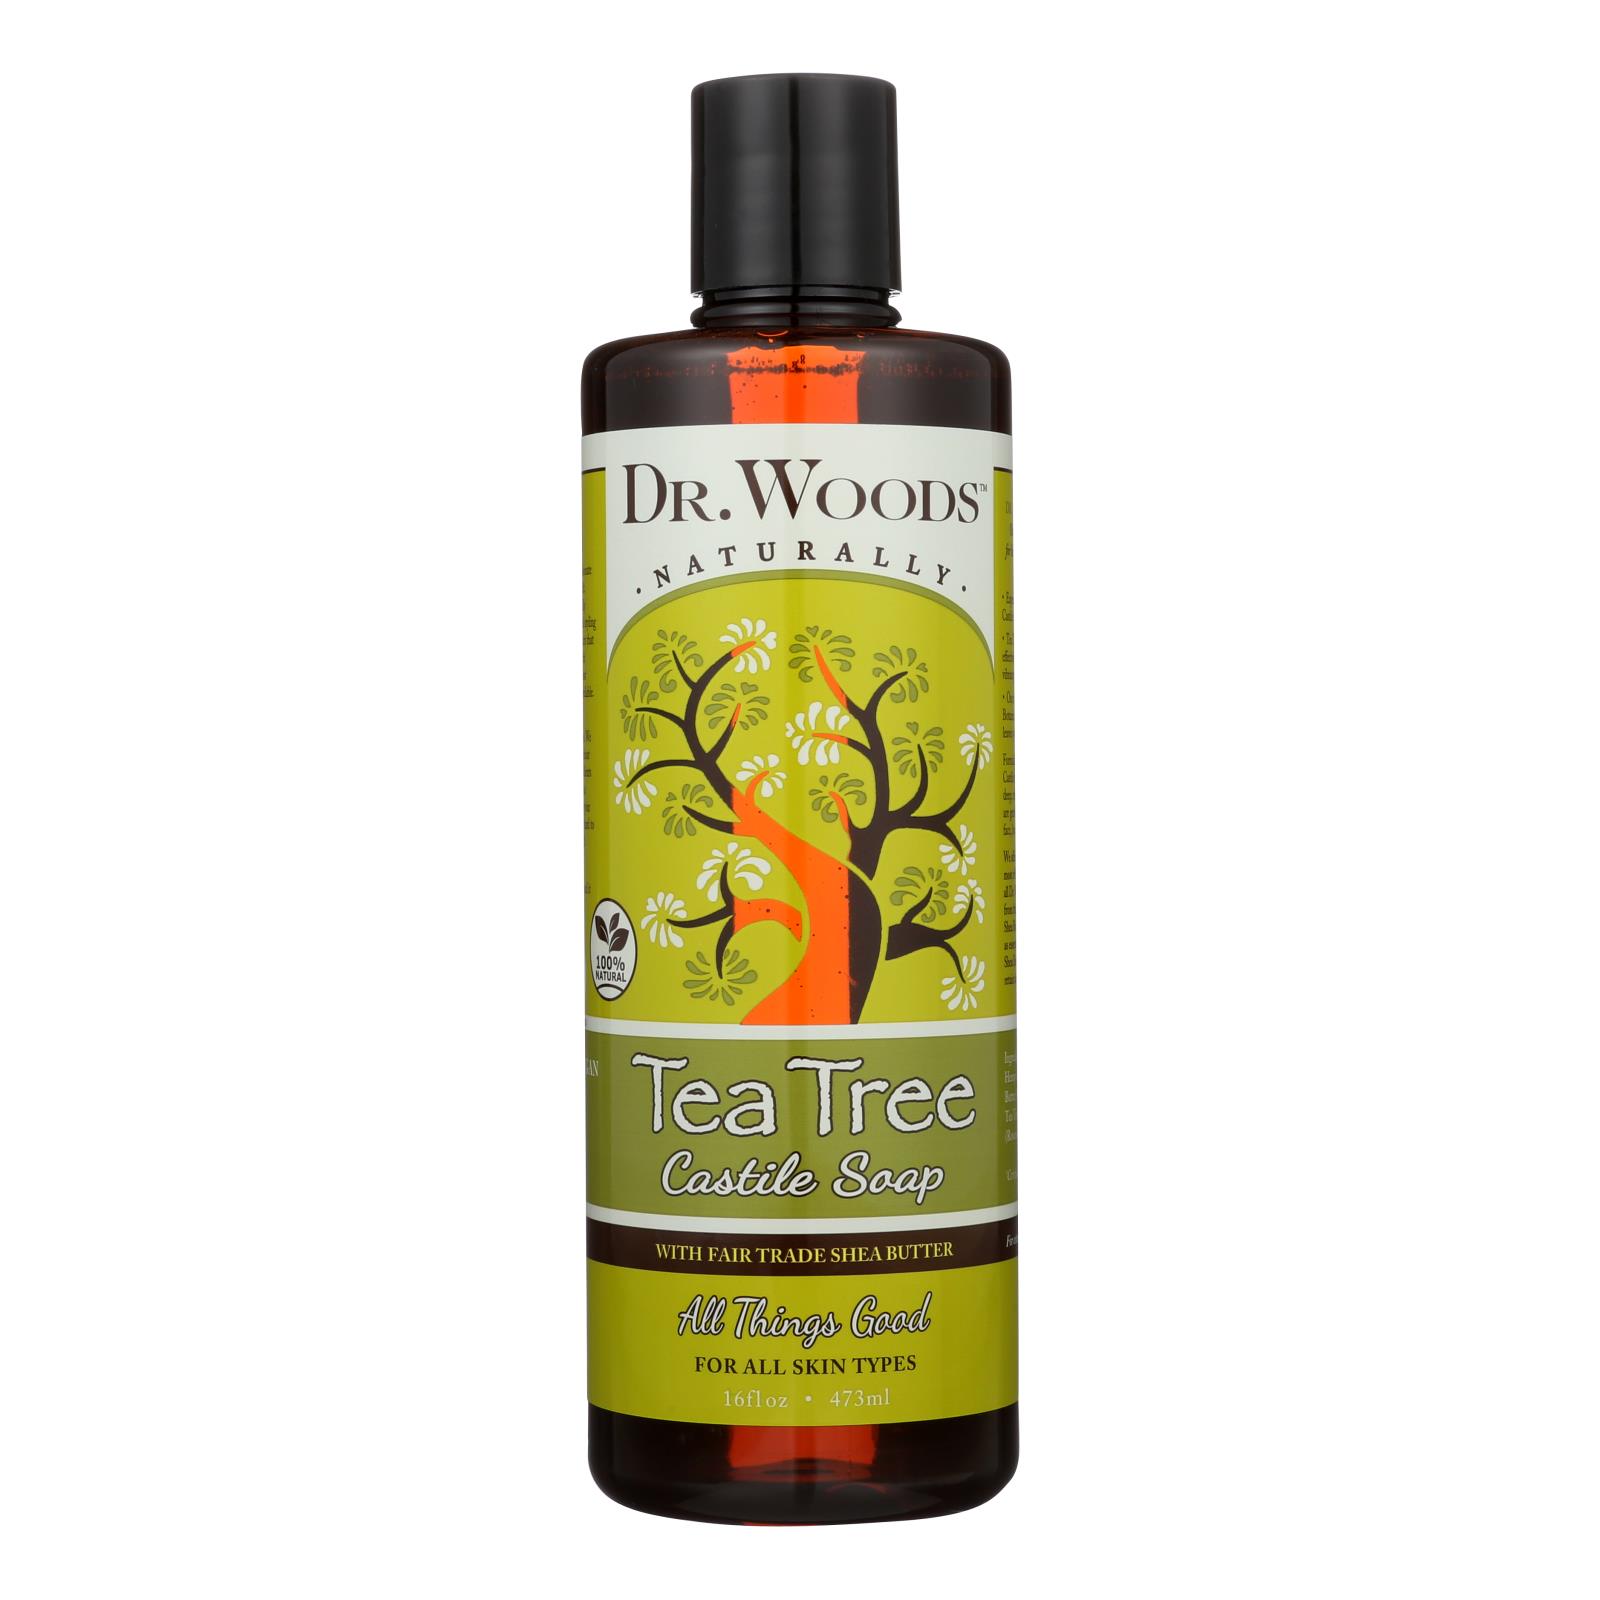 DR. WOODS™
· NATURALLY ·
100%
NATURAL
Tea Tree
Castile Soap
WITH FAIR TRADE SHEA BUTTER
All Things Good
FOR ALL SKIN TYPES
16fl oz • 473ml